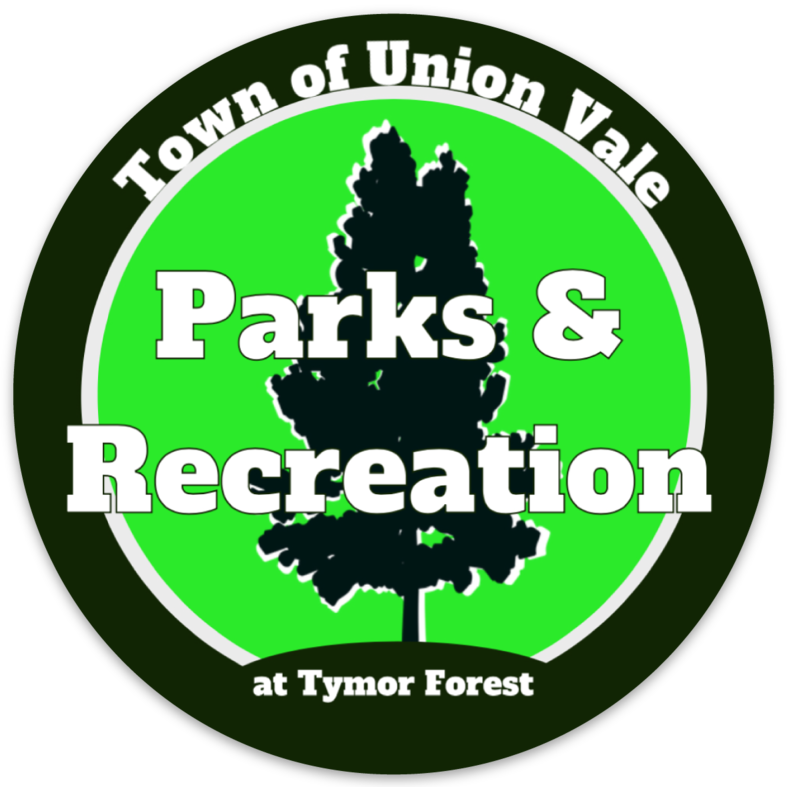 Town of Union Vale
Parks &
Recreation
at Tymor Forest